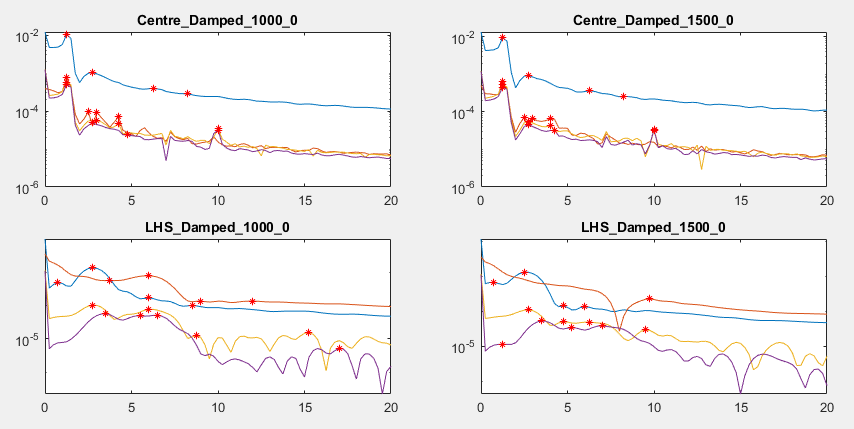 Centre_Damped_1000_0
Centre_Damped_1500_0
10-2
10-4
10-6
0 5 10 15 20
10-2
10-4
10-6
0 5 10 15 20
LHS_Damped_1000_0
LHS_Damped_1500_0
10-5
0 5 10 15 20
10-5
0 5 10 15 20